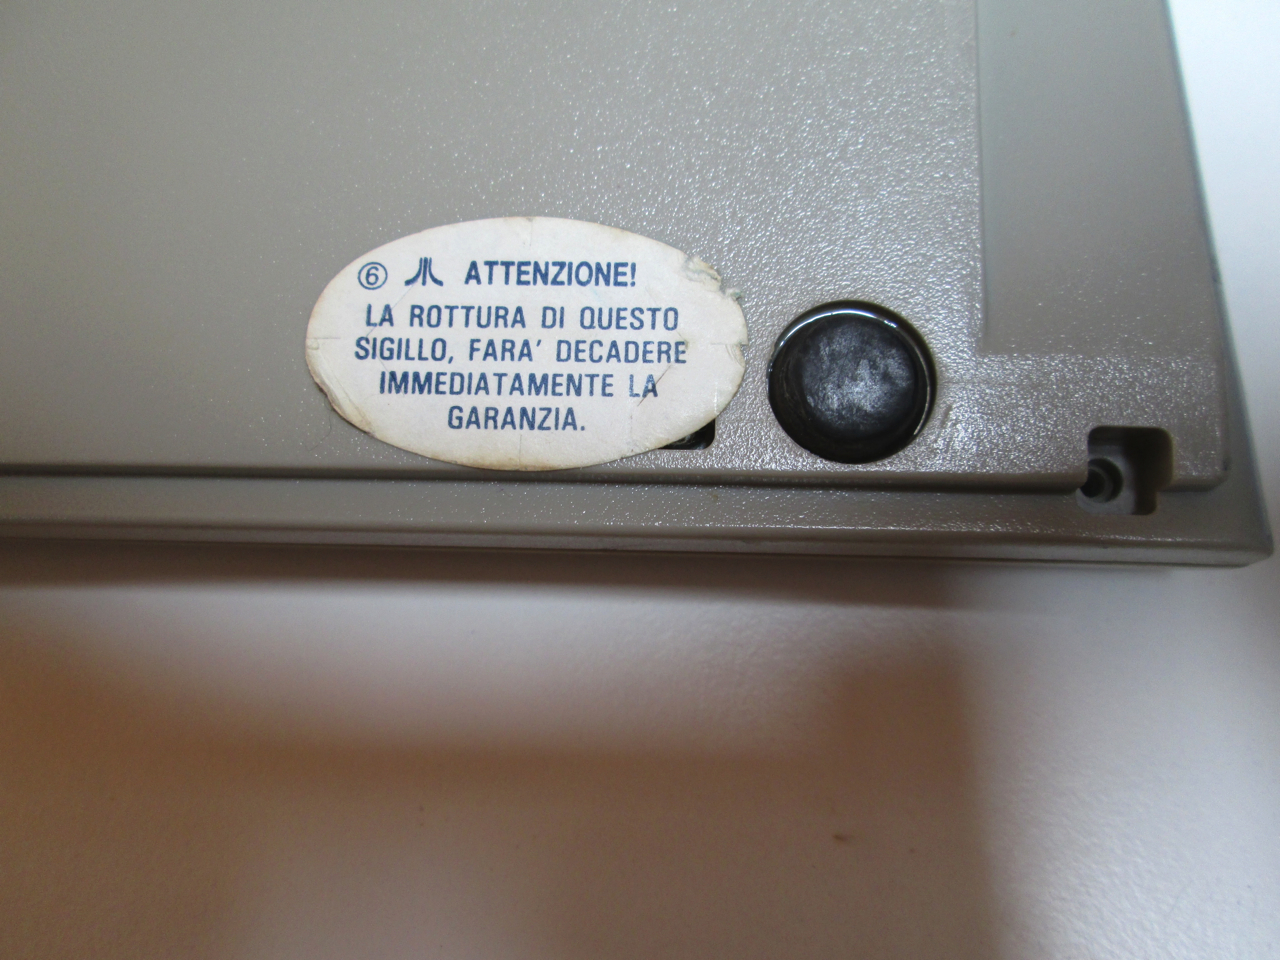 ⑥ ATTENZIONE!
LA ROTTURA DI QUESTO
SIGILLO, FARA' DECADERE
IMMEDIATAMENTE LA
GARANZIA.